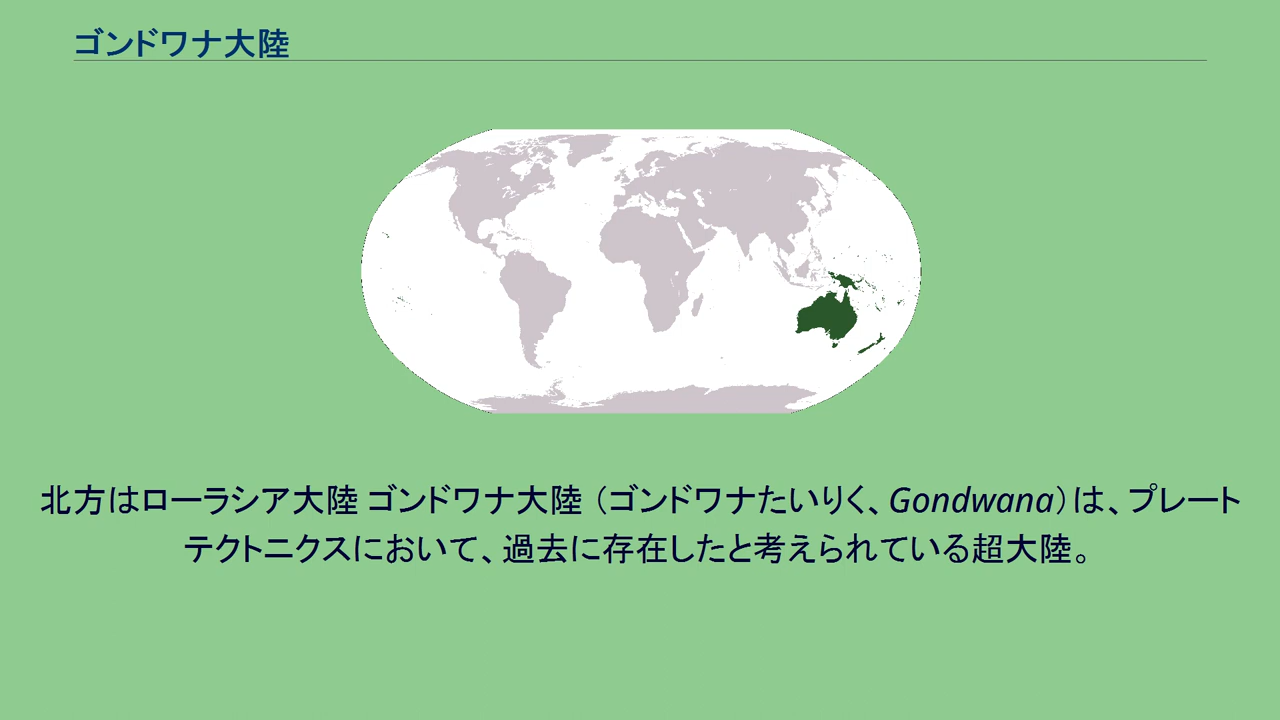 ゴンドワナ大陸
北方はローラシア大陸 ゴンドワナ大陸（ゴンドワナたいりく、Gondwana）は、プレート
テクトニクスにおいて、過去に存在したと考えられている超大陸。